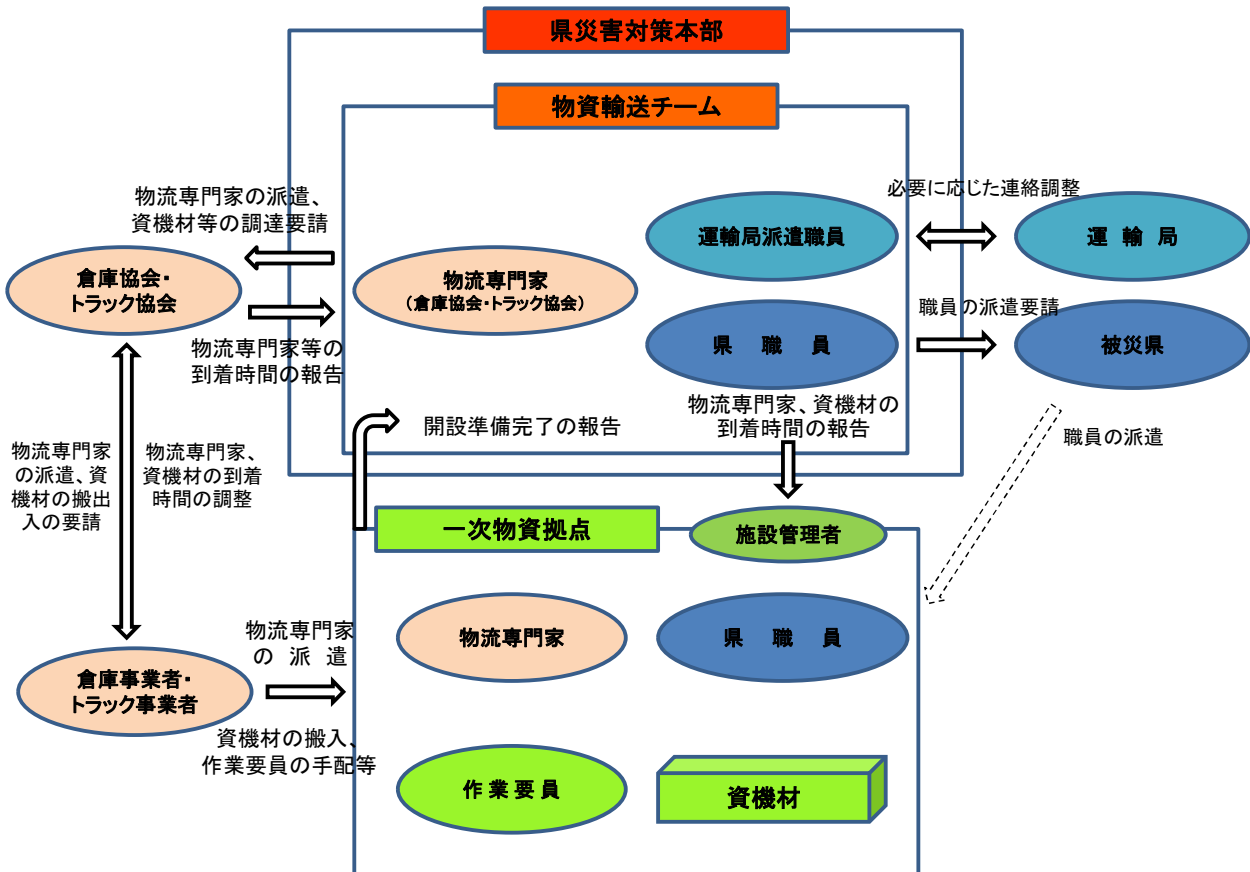 県災害対策本部
物資輸送チーム
物流専門家の派遣、
資機材等の調達要請
必要に応じた連絡調整
運輸局派遣職員
運 輸 局
倉庫協会・
トラック協会
物流専門家
(倉庫協会・トラック協会)
職員の派遣要請
県 職 員
被災県
物流専門家等の
到着時間の報告
物流専門家、資機材の
到着時間の報告
開設準備完了の報告
職員の派遣
物流専門家
の派遣、資
機材の搬出
入の要請
物流専門家、
資機材の到着
時間の調整
一次物資拠点
施設管理者
物流専門家
の 派 遣
物流専門家
県 職 員
倉庫事業者・
トラック事業者
資機材の搬入、
作業要員の手配等
作 業 要 員
資機材